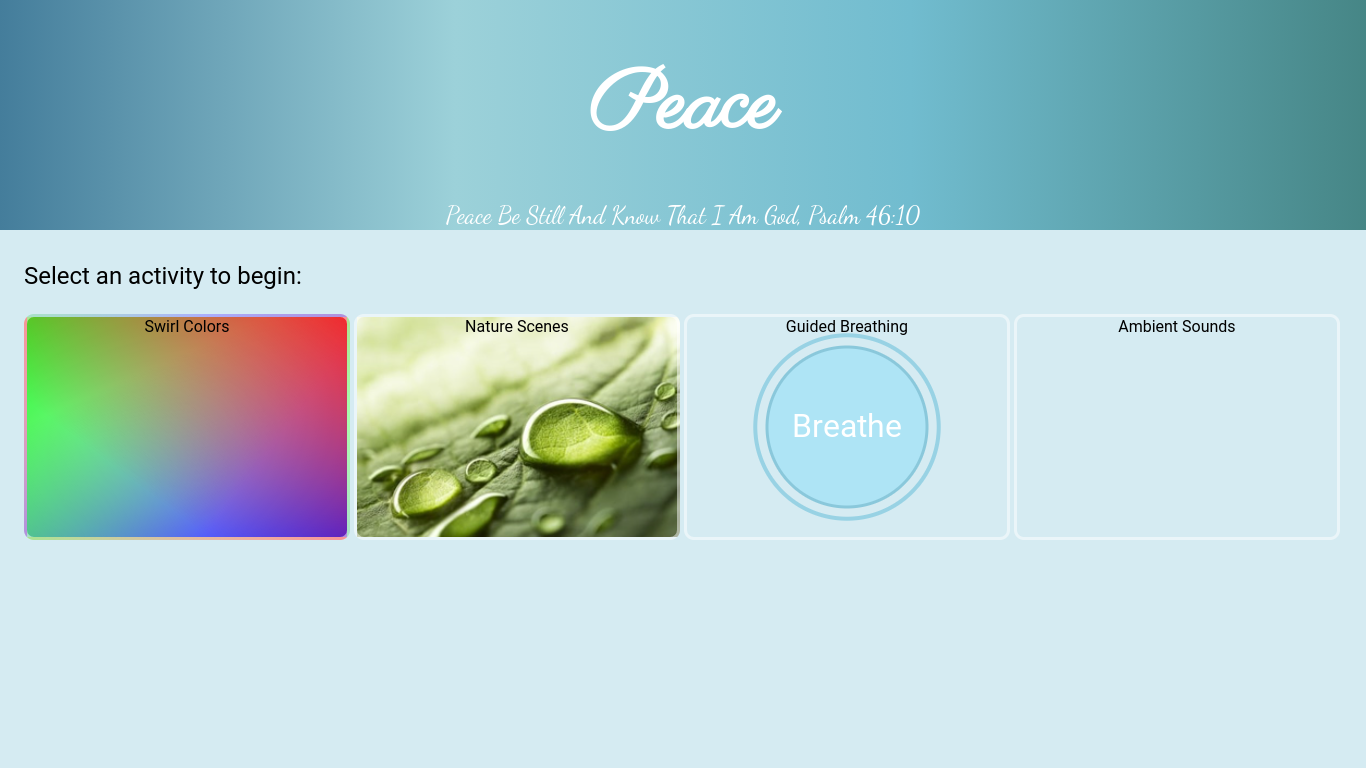 Peace
Peace Be Still And Know That I Am God, Psalm 46:10
Select an activity to begin:
Swirl Colors
Nature Scenes
Guided Breathing
Ambient Sounds
Breathe